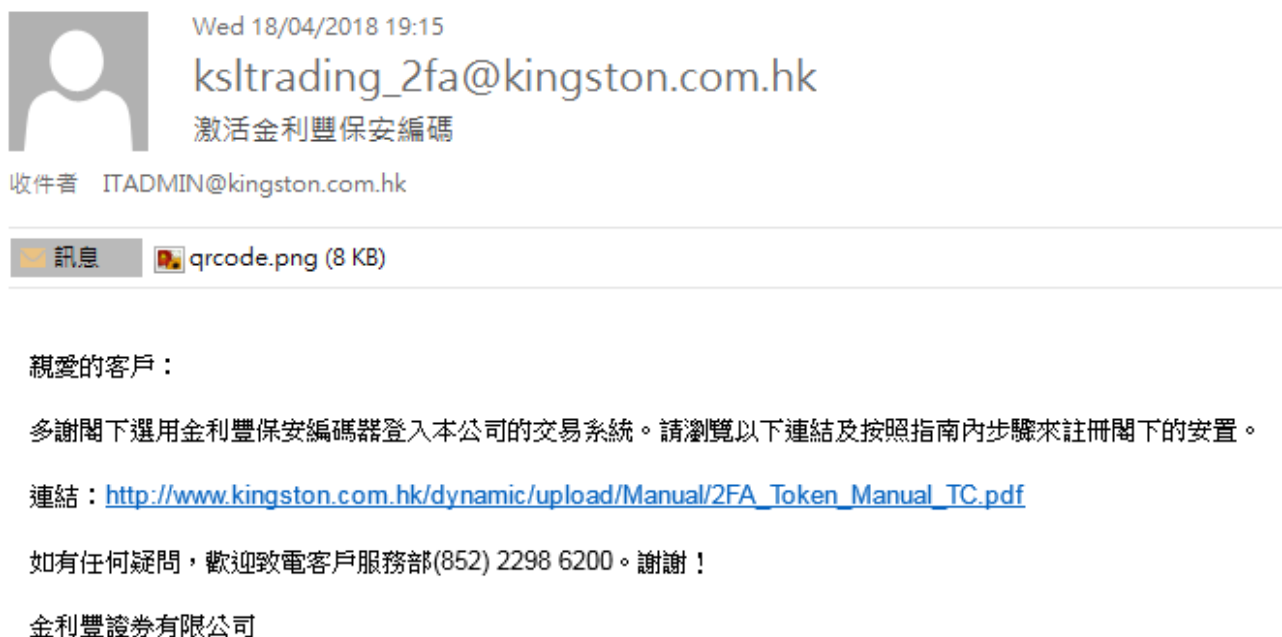 Wed 18/04/2018 19:15
ksltrading_2fa@kingston.com.hk
激活金利豐保安編碼
收件者 ITADMIN@kingston.com.hk
訊息 qrcode.png (8 KB)
親愛的客戶：
多謝閣下選用金利豐保安編碼器登入本公司的交易系統。請瀏覽以下連結及按照指南內步驟來註冊閣下的安置。
連結：http://www.kingston.com.hk/dynamic/upload/Manual/2FA_Token_Manual_TC.pdf
如有任何疑問，歡迎致電客戶服務部(852) 2298 6200。謝謝！
金利豐證券有限公司